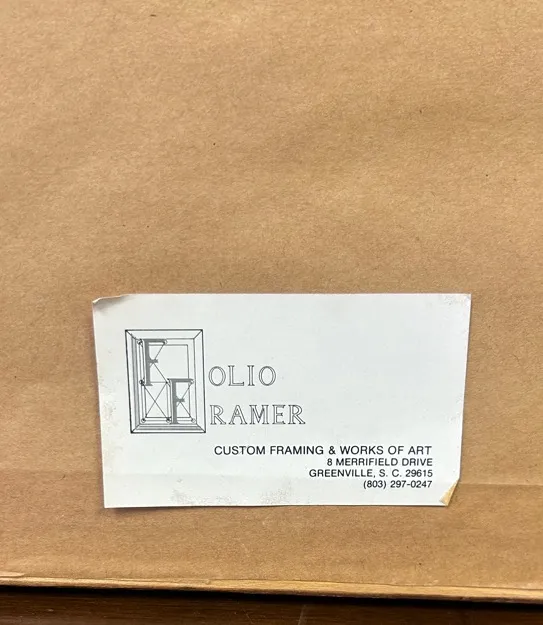 FOLIO
FRAMER
CUSTOM FRAMING & WORKS OF ART
8 MERRIFIELD DRIVE
GREENVILLE, S. C. 29615
(803) 297-0247